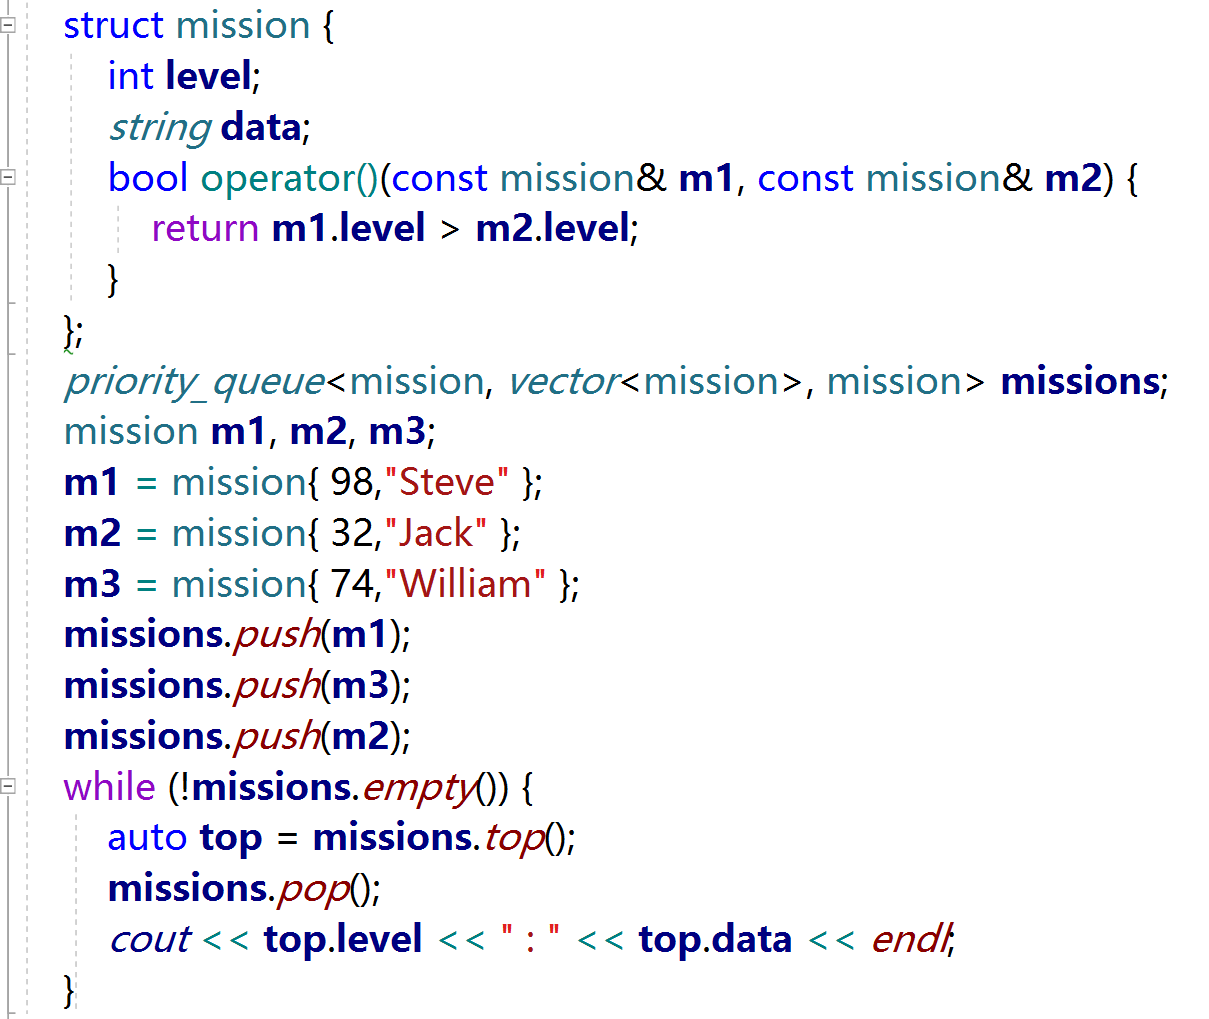 struct mission {
int level;
string data;
bool operator()(const mission& m1, const mission& m2) {
return m1.level > m2.level;
}
};
priority_queue<mission, vector<mission>, mission> missions;
mission m1, m2, m3;
m1 = mission{ 98,"Steve" };
m2 = mission{ 32,"Jack" };
m3 = mission{ 74,"William" };
missions.push(m1);
missions.push(m3);
missions.push(m2);
while (!missions.empty()) {
auto top = missions.top();
missions.pop();
cout << top.level << " : " << top.data << endl;
}